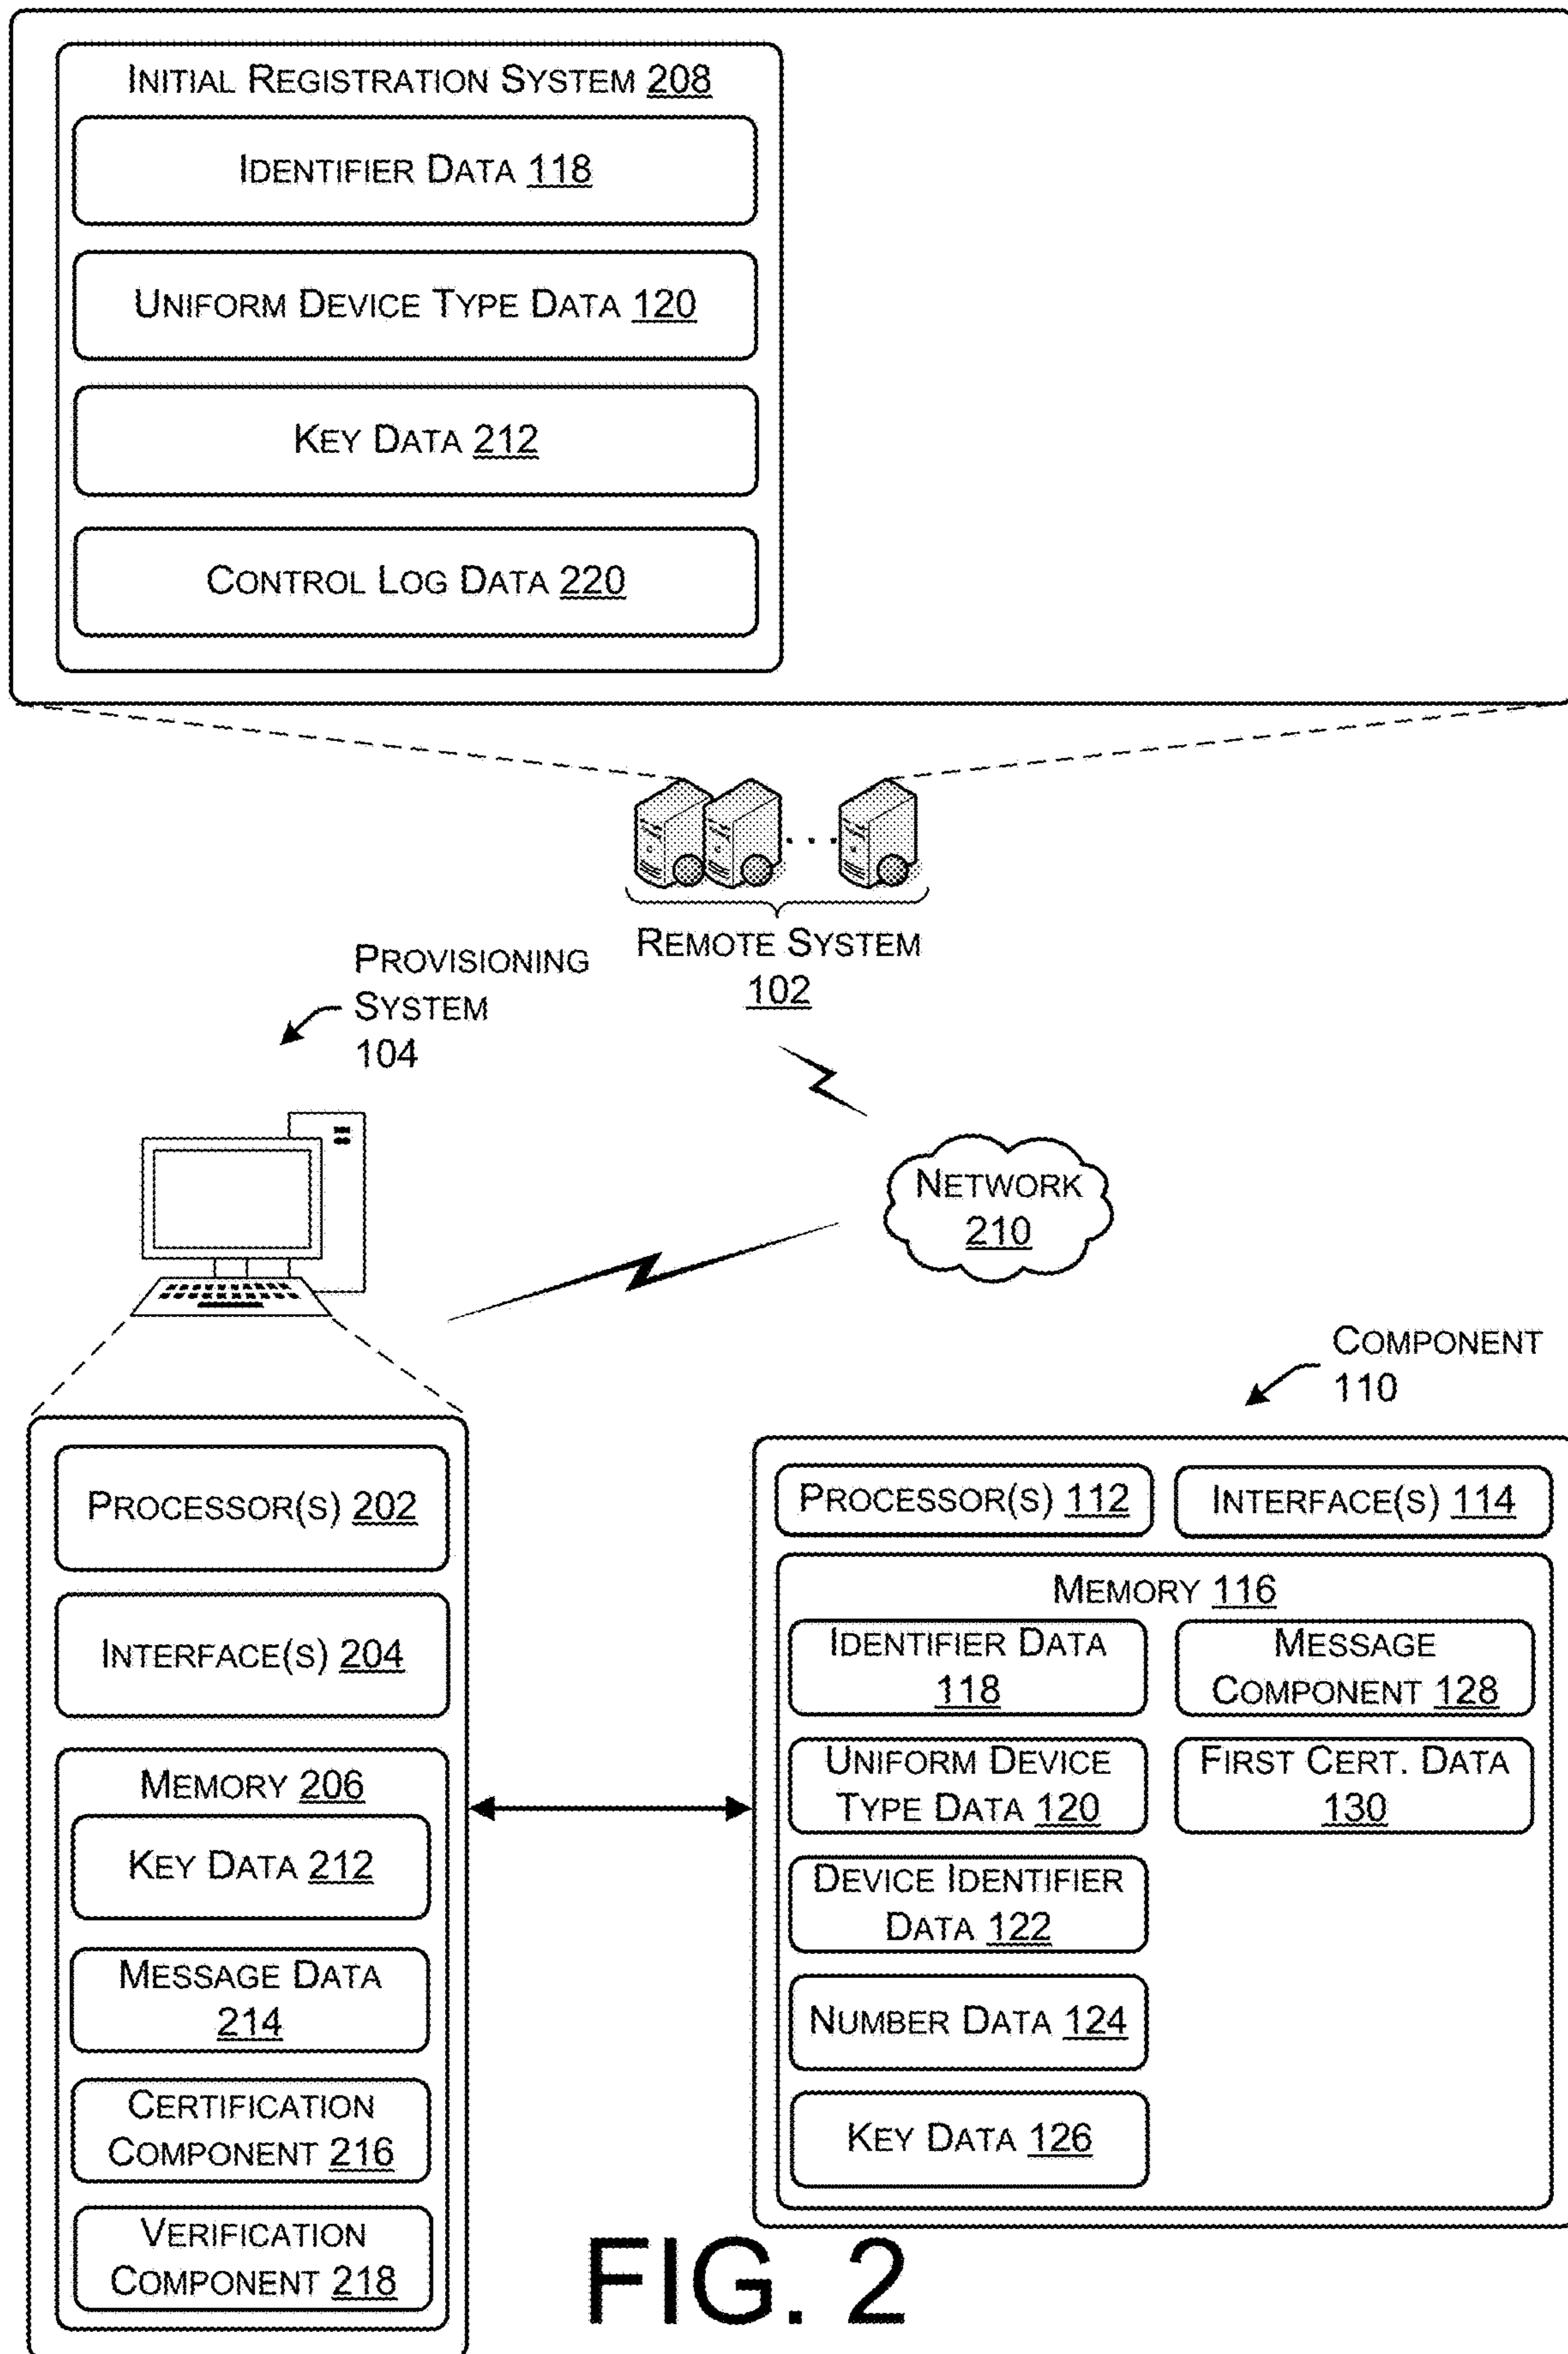 INITIAL REGISTRATION SYSTEM 208
IDENTIFIER DATA 118
UNIFORM DEVICE TYPE DATA 120
KEY DATA 212
CONTROL LOG DATA 220
REMOTE SYSTEM
102
PROVISIONING
SYSTEM
104
NETWORK
210
COMPONENT
110
PROCESSOR(S) 202
INTERFACE(S) 204
MEMORY 206
KEY DATA 212
MESSAGE DATA
214
CERTIFICATION
COMPONENT 216
VERIFICATION
COMPONENT 218
PROCESSOR(S) 112
INTERFACE(S) 114
MEMORY 116
IDENTIFIER DATA
118
UNIFORM DEVICE
TYPE DATA 120
DEVICE IDENTIFIER
DATA 122
NUMBER DATA 124
KEY DATA 126
MESSAGE
COMPONENT 128
FIRST CERT. DATA
130
FIG. 2